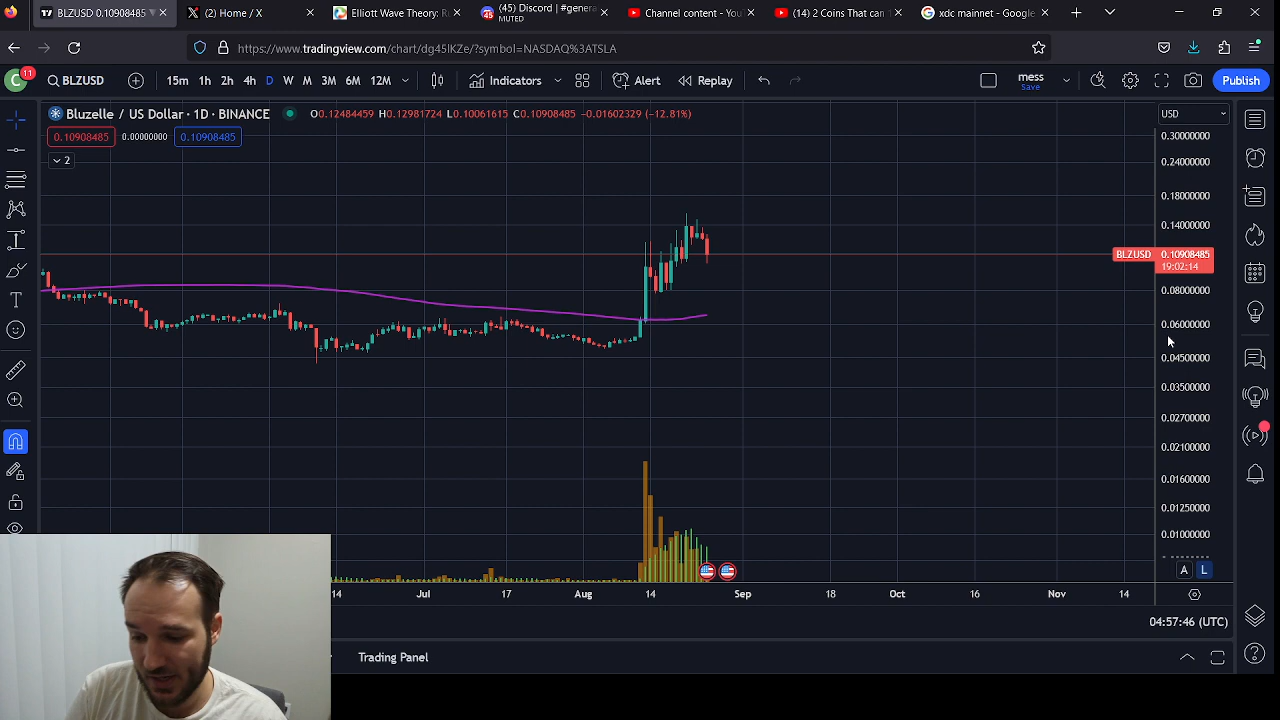 BLZUSD 0.10908485
(2) Home / X
Elliott Wave Theory: R
(45) Discord | #genera
MUTED
Channel content - You
(14) 2 Coins That can 1
xdc mainnet - Google
https://www.tradingview.com/chart/dg45lKZe/?symbol=NASDAQ%3ATSLA
C 11
BLZUSD
15m 1h 2h 4h D W M 3M 6M 12M
Indicators
Alert
Replay
mess
Save
Publish
Bluzelle / US Dollar · 1D · BINANCE
O0.12484459 H0.12981724 L0.10061615 C0.10908485 −0.01602329 (−12.81%)
USD
0.10908485 0.00000000 0.10908485
2
0.30000000
0.24000000
0.18000000
0.14000000
BLZUSD 0.10908485
19:02:14
0.08000000
0.06000000
0.04500000
0.03500000
0.02700000
0.02100000
0.01600000
0.01250000
0.01000000
A L
14 Jul 17 Aug 14 Sep 18 Oct 16 Nov 14
04:57:46 (UTC)
Trading Panel